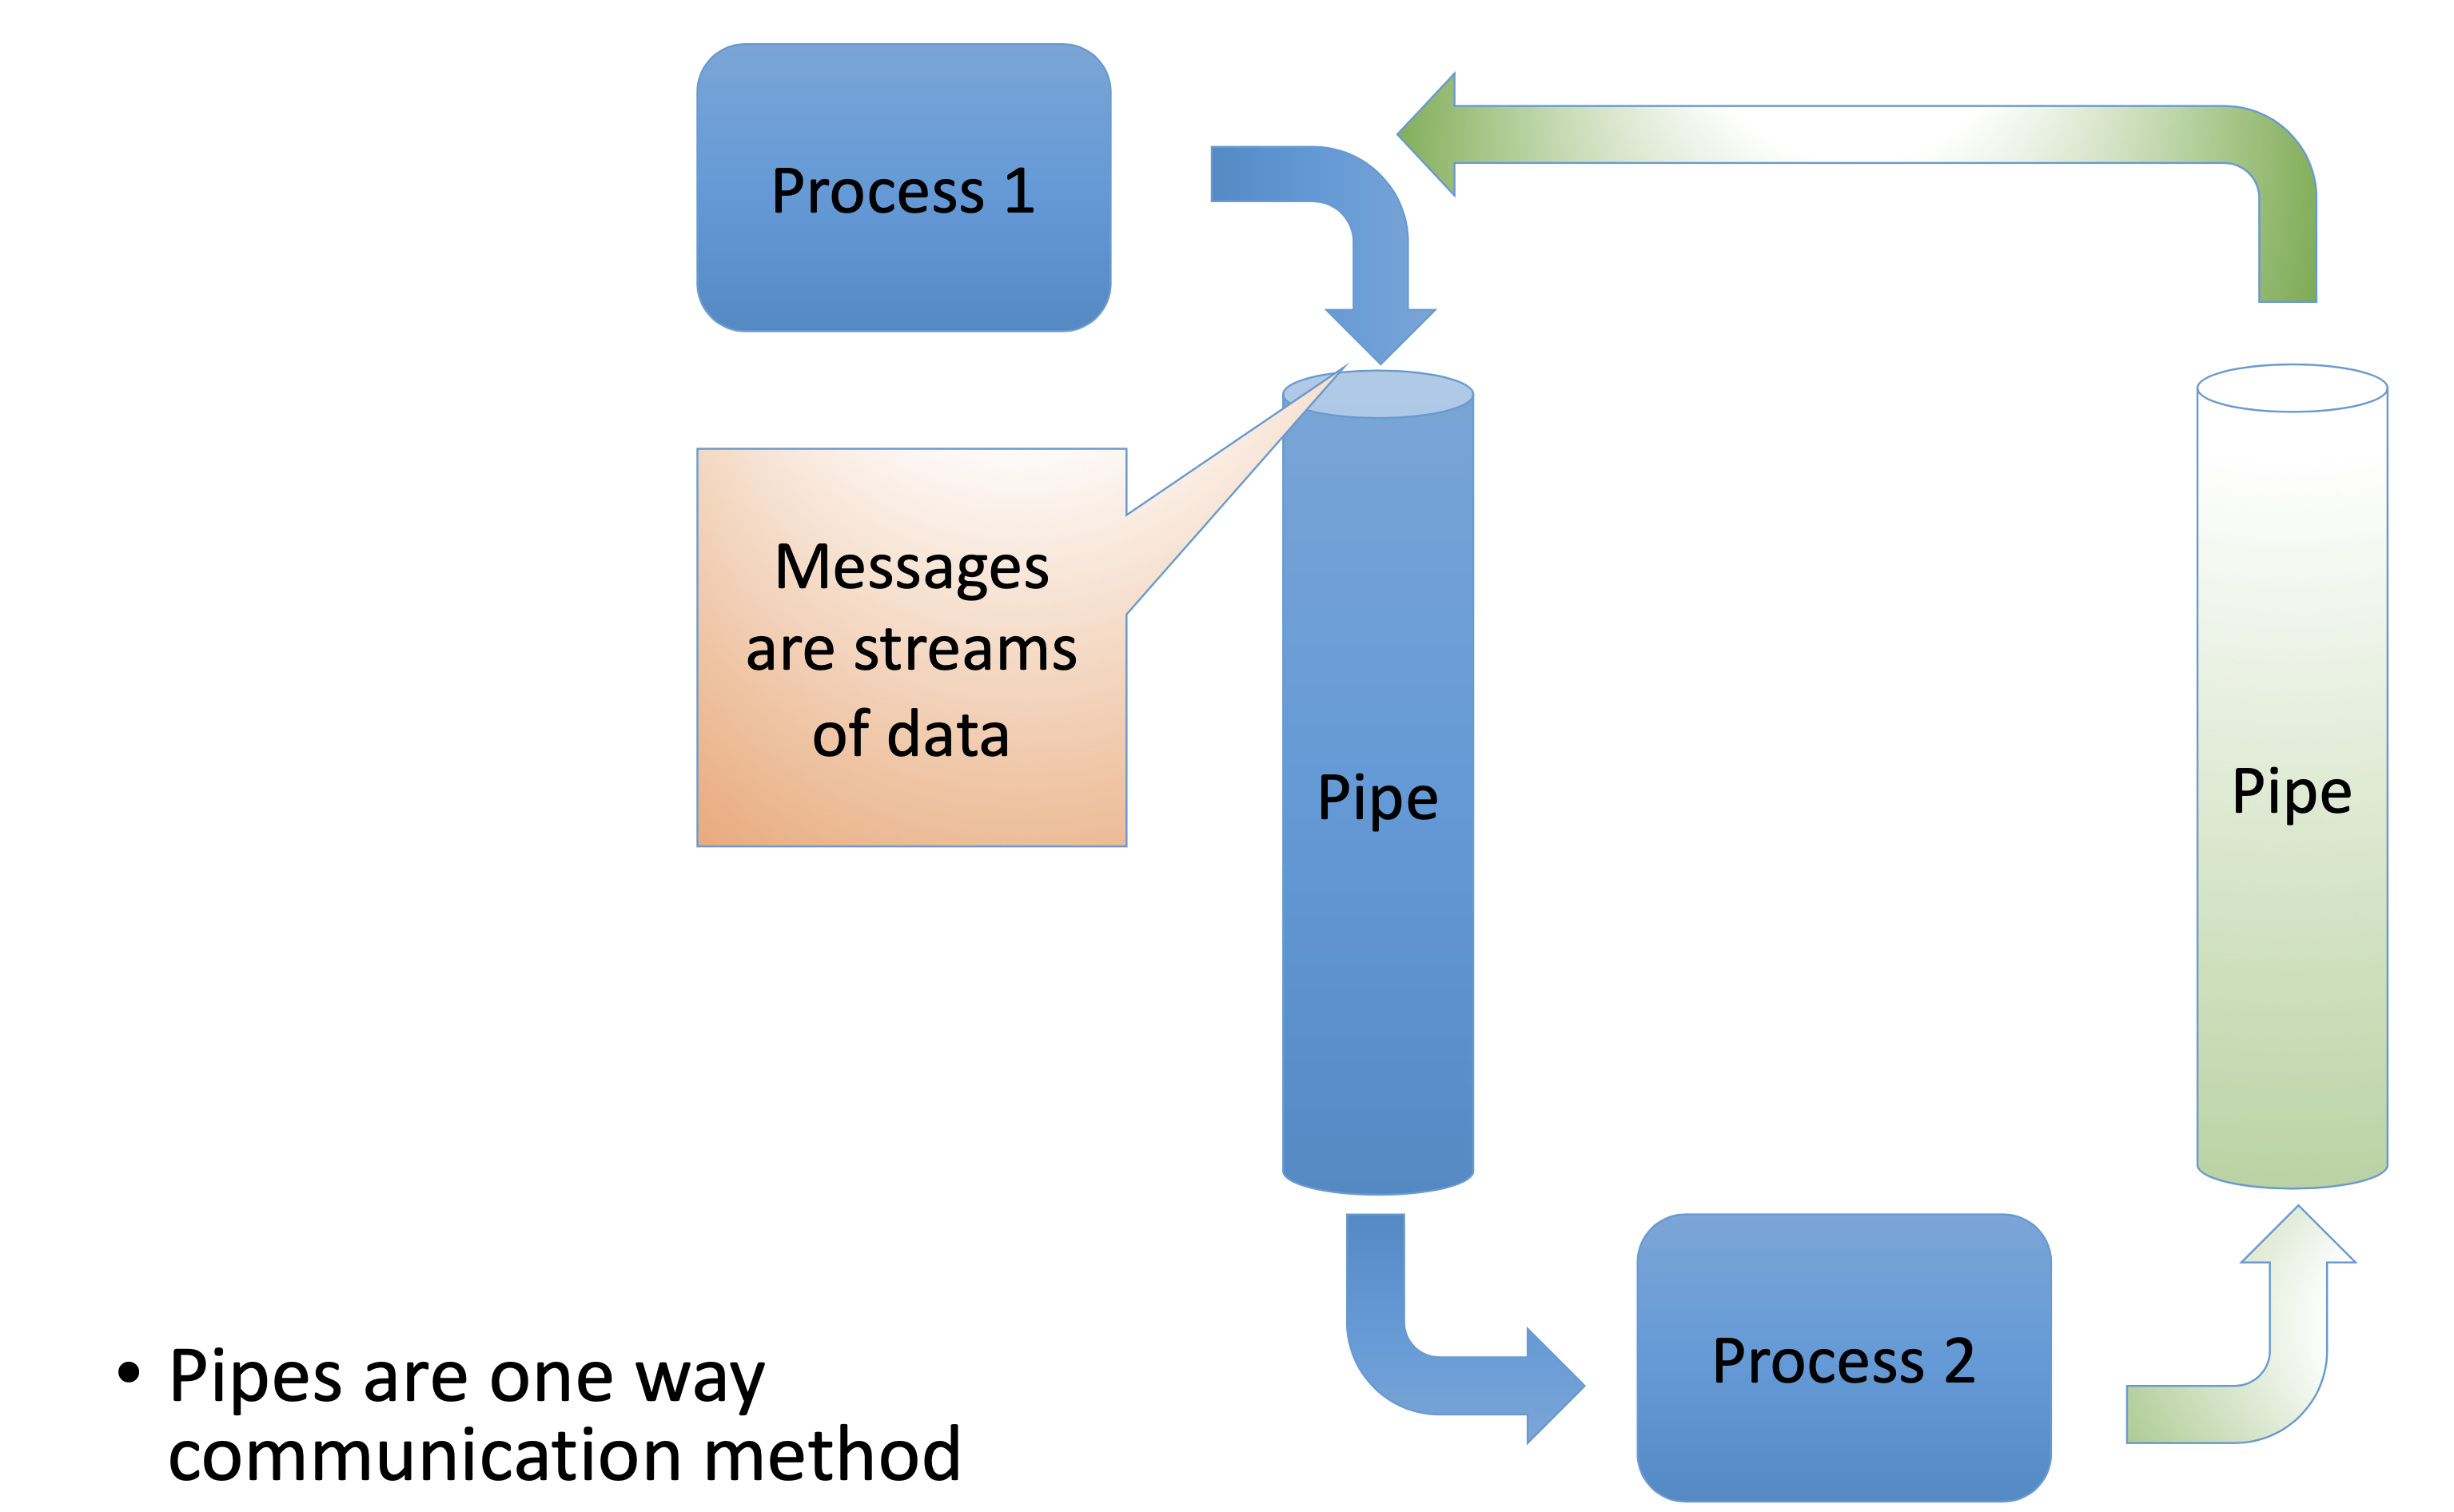 Process 1
Messages
are streams
of data
Pipe
Pipe
Process 2
• Pipes are one way
communication method